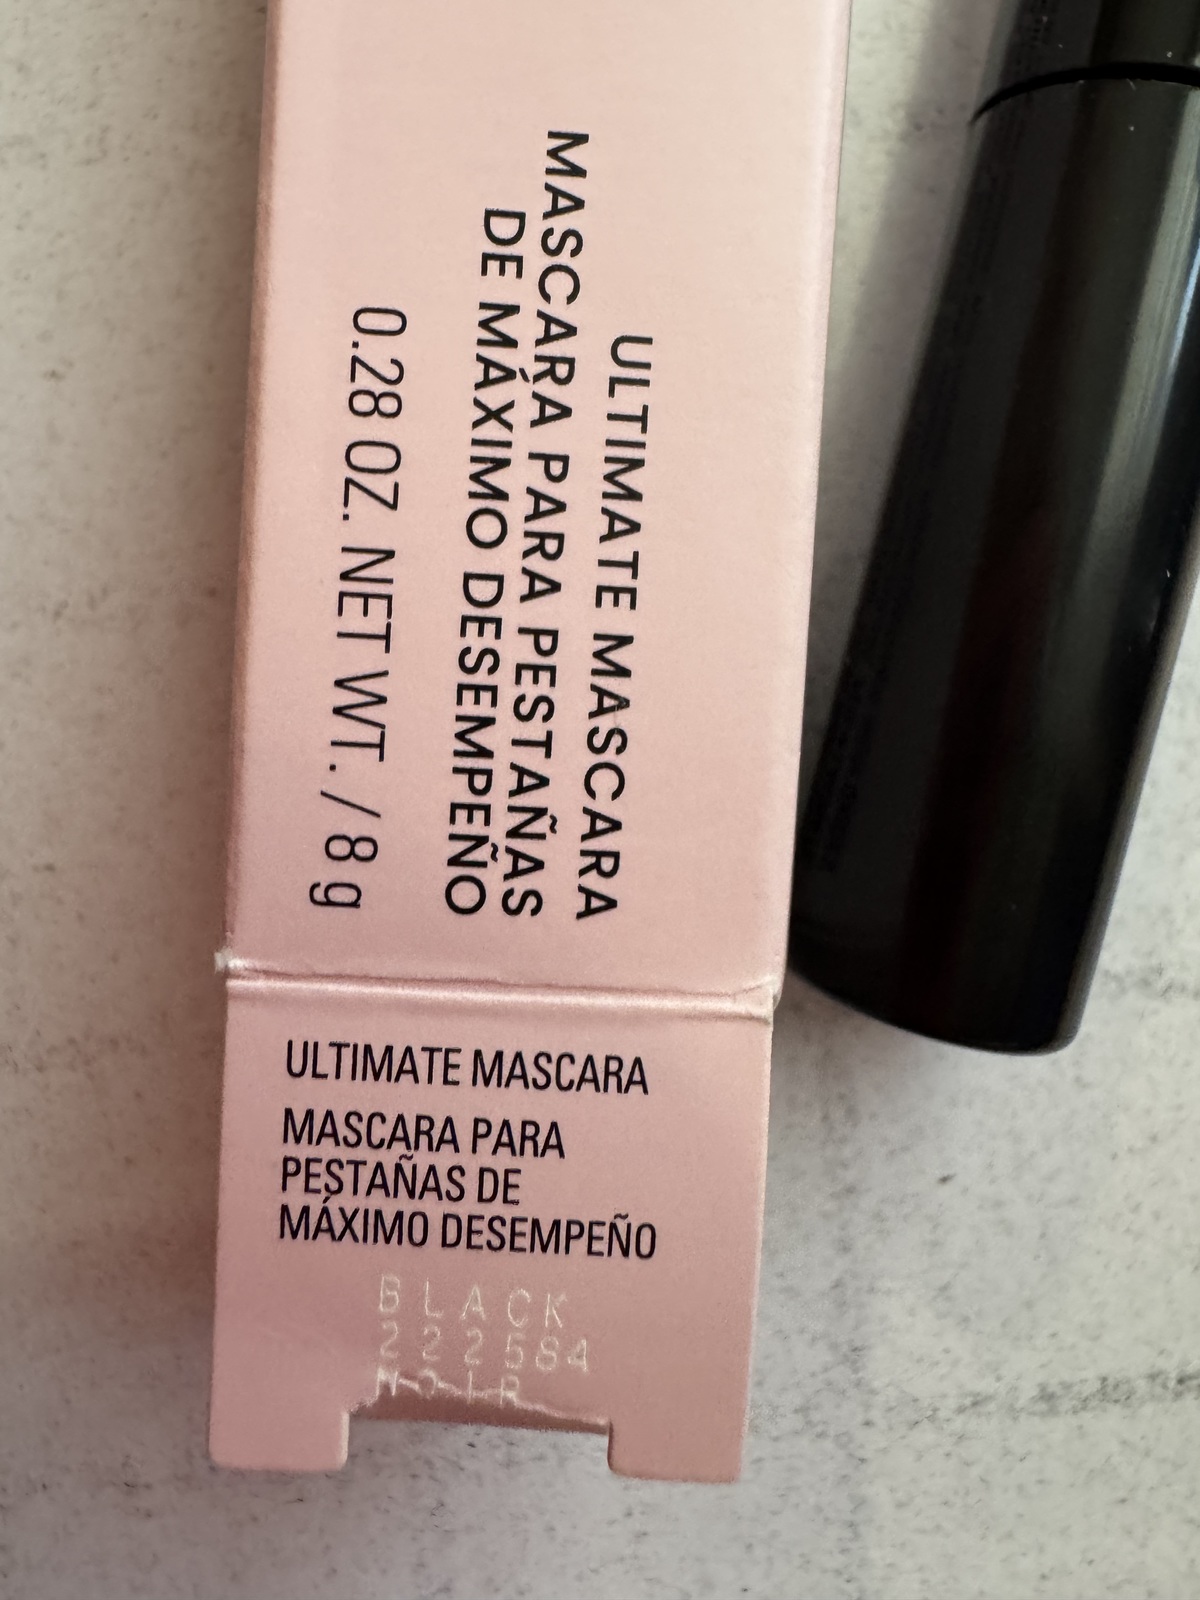 ULTIMATE MASCARA
MASCARA PARA PESTAÑAS
DE MÁXIMO DESEMPEÑO
0.28 OZ. NET WT. / 8 g
ULTIMATE MASCARA
MASCARA PARA
PESTAÑAS DE
MÁXIMO DESEMPEÑO
BLACK
222584
NOIR